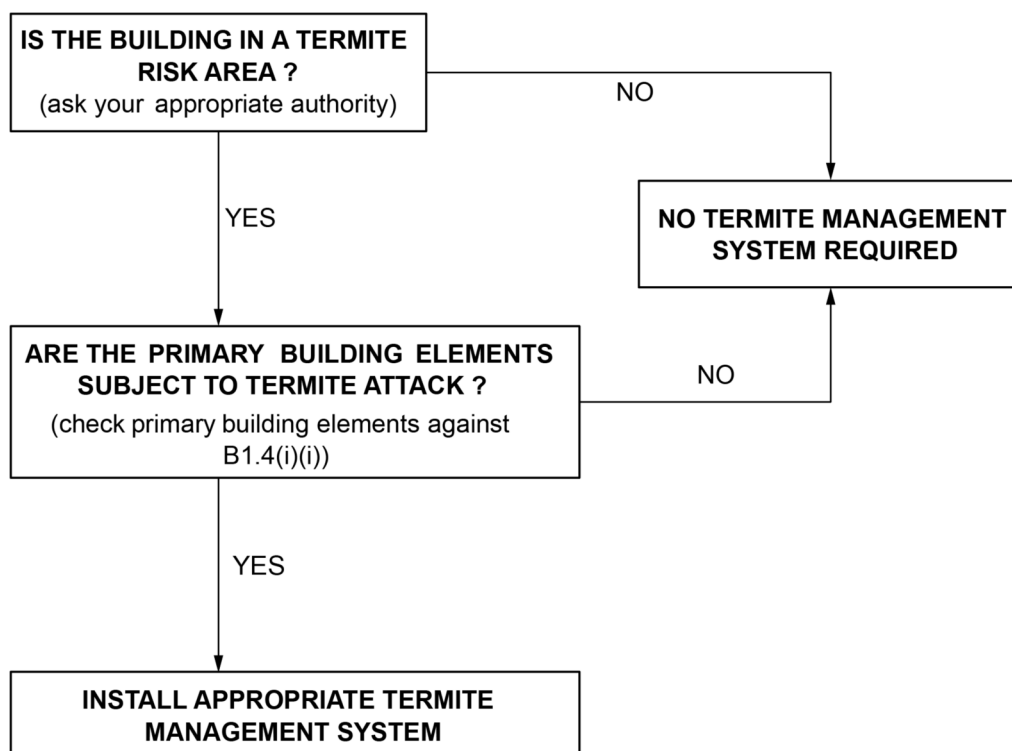 IS THE BUILDING IN A TERMITE
RISK AREA ?
(ask your appropriate authority)
NO
YES
NO TERMITE MANAGEMENT
SYSTEM REQUIRED
ARE THE PRIMARY BUILDING ELEMENTS
SUBJECT TO TERMITE ATTACK ?
(check primary building elements against
B1.4(i)(i))
NO
YES
INSTALL APPROPRIATE TERMITE
MANAGEMENT SYSTEM